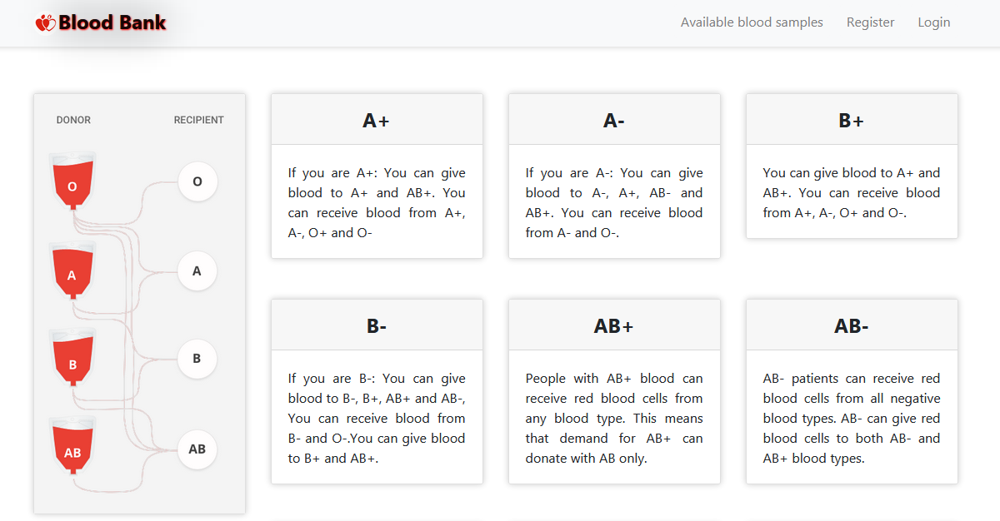 Blood Bank
Available blood samples
Register
Login
DONOR
RECIPIENT
O
O
A
A
B
B
AB
AB
A+
If you are A+: You can give
blood to A+ and AB+. You
can receive blood from A+,
A-, O+ and O-
A-
If you are A-: You can give
blood to A-, A+, AB- and
AB+. You can receive blood
from A- and O-.
B+
You can give blood to A+ and
AB+. You can receive blood
from A+, A-, O+ and O-.
B-
If you are B-: You can give
blood to B-, B+, AB+ and AB-,
You can receive blood from
B- and O-.You can give blood
to B+ and AB+.
AB+
People with AB+ blood can
receive red blood cells from
any blood type. This means
that demand for AB+ can
donate with AB only.
AB-
AB- patients can receive red
blood cells from all negative
blood types. AB- can give red
blood cells to both AB- and
AB+ blood types.